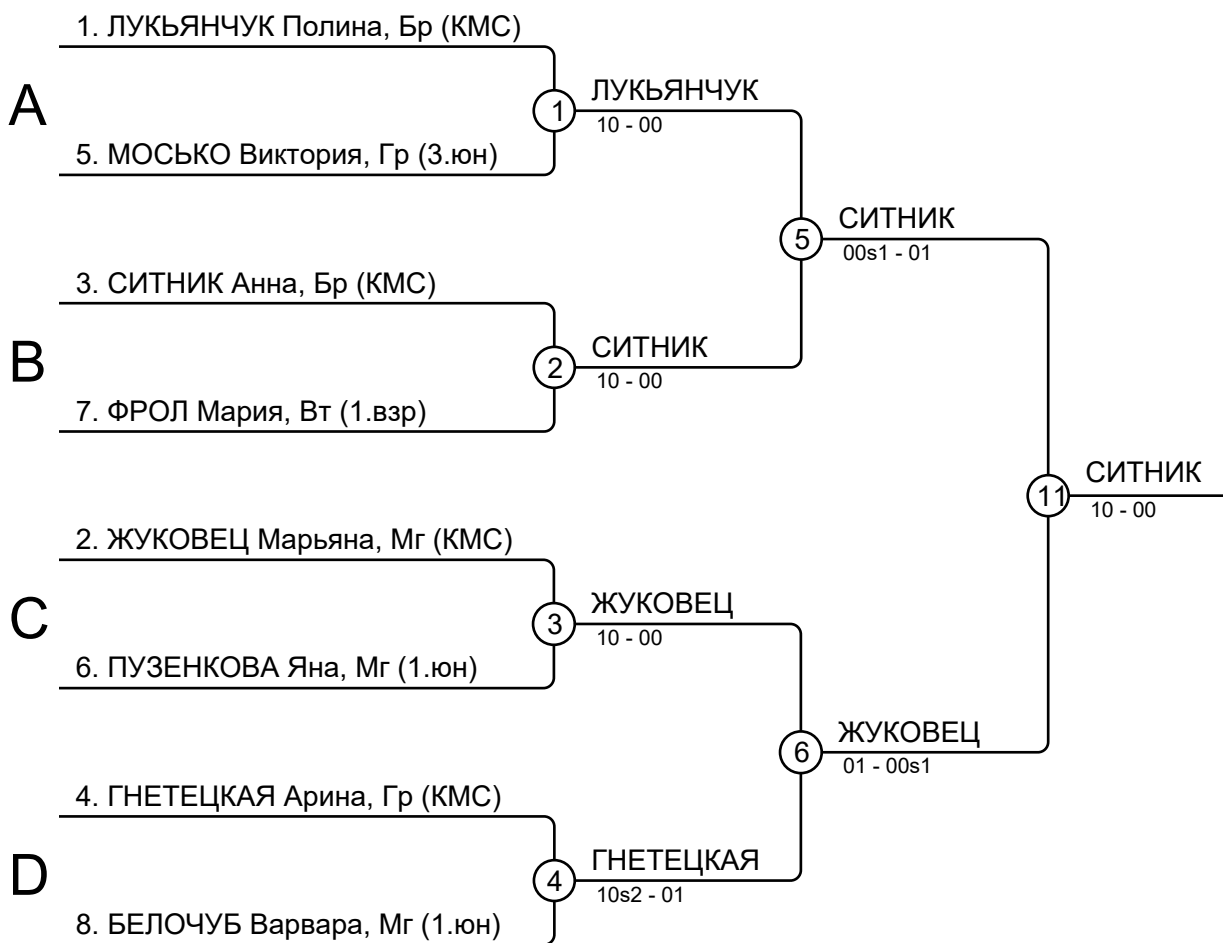 1. ЛУКЬЯНЧУК Полина, Бр (КМС)
A
1
ЛУКЬЯНЧУК
10 - 00
5. МОСЬКО Виктория, Гр (3.юн)
5
СИТНИК
00s1 - 01
3. СИТНИК Анна, Бр (КМС)
B
2
СИТНИК
10 - 00
7. ФРОЛ Мария, Вт (1.взр)
11
СИТНИК
10 - 00
2. ЖУКОВЕЦ Марьяна, Мг (КМС)
C
3
ЖУКОВЕЦ
10 - 00
6. ПУЗЕНКОВА Яна, Мг (1.юн)
6
ЖУКОВЕЦ
01 - 00s1
4. ГНЕТЕЦКАЯ Арина, Гр (КМС)
D
4
ГНЕТЕЦКАЯ
10s2 - 01
8. БЕЛОЧУБ Варвара, Мг (1.юн)